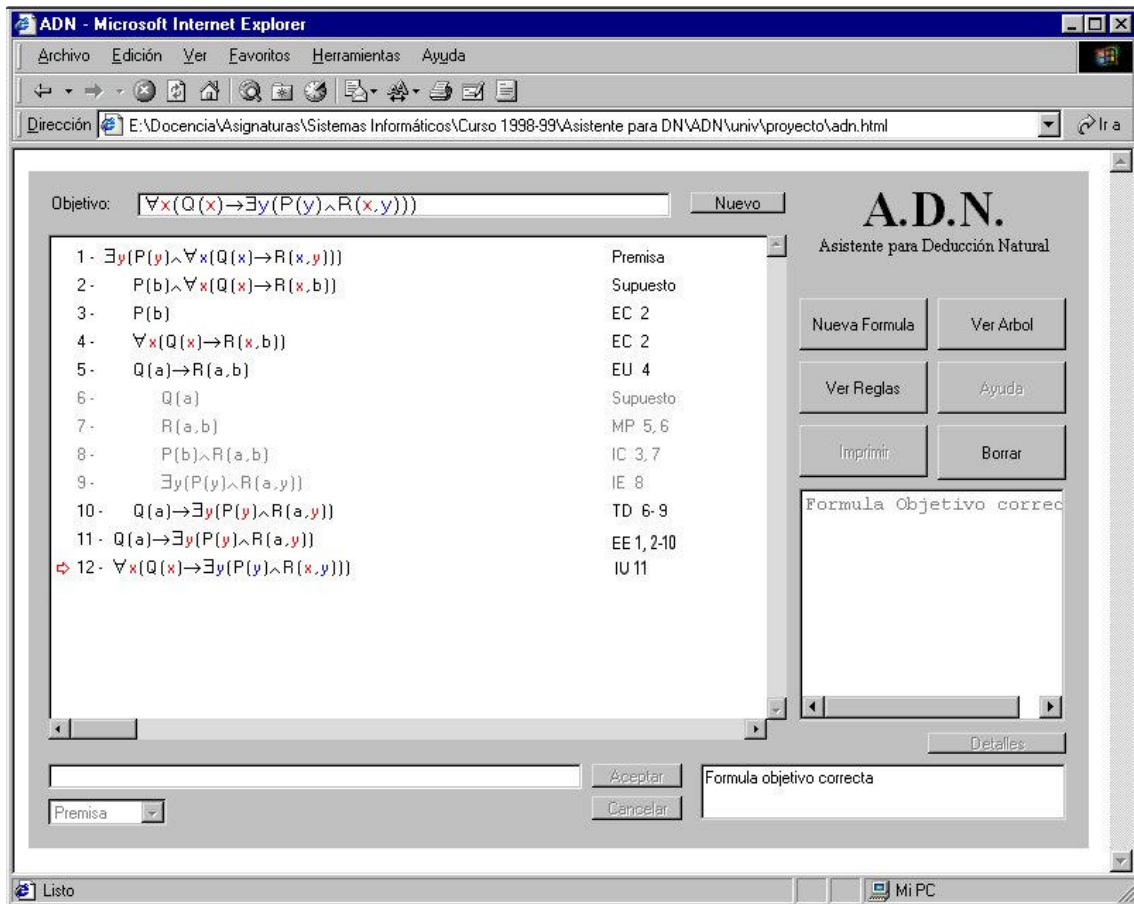 ADN - Microsoft Internet Explorer
Archivo Edición Ver Favoritos Herramientas Ayuda
Dirección E:\Docencia\Asignaturas\Sistemas Informáticos\Curso 1998-99\Asistente para DN\ADN\univ\proyecto\adn.html Ir a
Objetivo: ∀x(Q(x)→∃y(P(y)∧R(x,y))) Nuevo
A.D.N.
Asistente para Deducción Natural
1 - ∃y(P(y)∧∀x(Q(x)→R(x,y))) Premisa
2 - P(b)∧∀x(Q(x)→R(x,b)) Supuesto
3 - P(b) EC 2
4 - ∀x(Q(x)→R(x,b)) EC 2
5 - Q(a)→R(a,b) EU 4
6 - Q(a) Supuesto
7 - R(a,b) MP 5,6
8 - P(b)∧R(a,b) IC 3,7
9 - ∃y(P(y)∧R(a,y)) IE 8
10 - Q(a)→∃y(P(y)∧R(a,y)) TD 6-9
11 - Q(a)→∃y(P(y)∧R(a,y)) EE 1, 2-10
12 - ∀x(Q(x)→∃y(P(y)∧R(x,y))) IU 11
Nueva Formula Ver Arbol
Ver Reglas Ayuda
Imprimir Borrar
Formula Objetivo correc
Detalles
Aceptar
Cancelar
Formula objetivo correcta
Premisa
Listo Mi PC